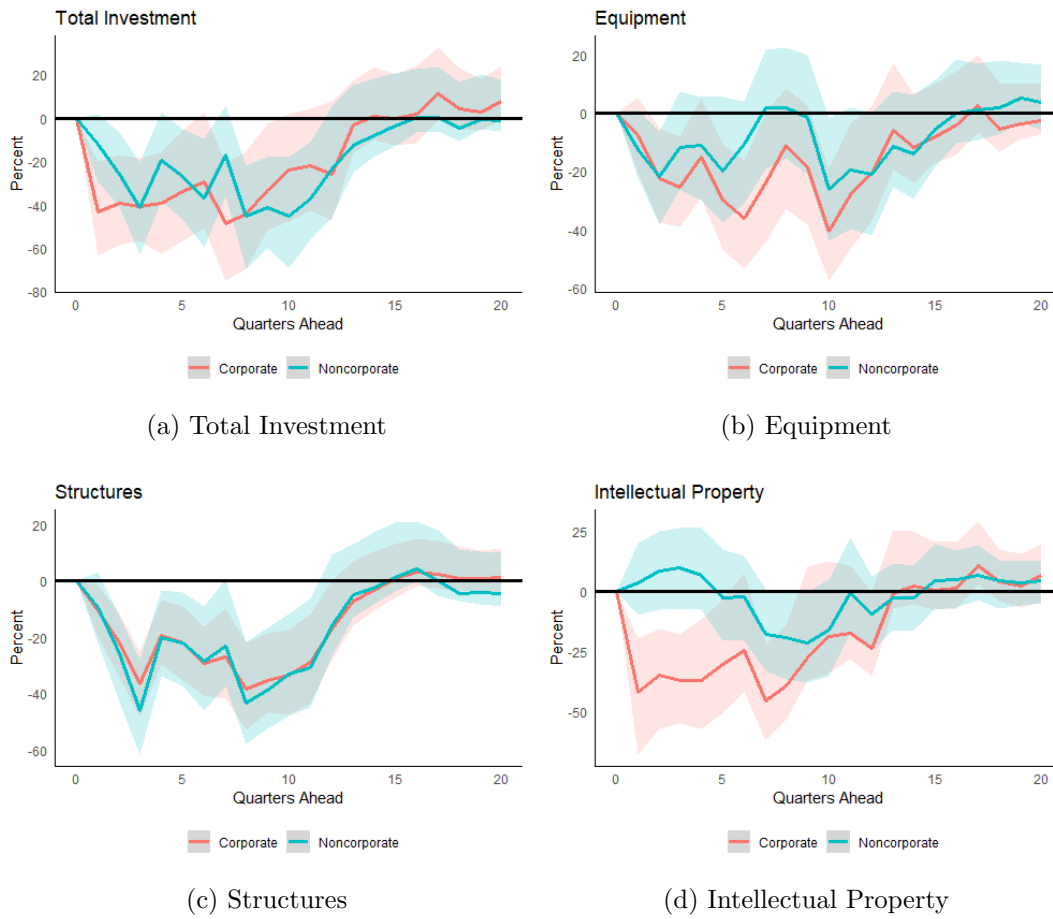 Total Investment
20
0
-20
-40
-60
-80
Percent
0 5 10 15 20
Quarters Ahead
Corporate Noncorporate
(a) Total Investment
Equipment
20
0
-20
-40
-60
Percent
0 5 10 15 20
Quarters Ahead
Corporate Noncorporate
(b) Equipment
Structures
20
0
-20
-40
-60
Percent
0 5 10 15 20
Quarters Ahead
Corporate Noncorporate
(c) Structures
Intellectual Property
25
0
-25
-50
Percent
0 5 10 15 20
Quarters Ahead
Corporate Noncorporate
(d) Intellectual Property